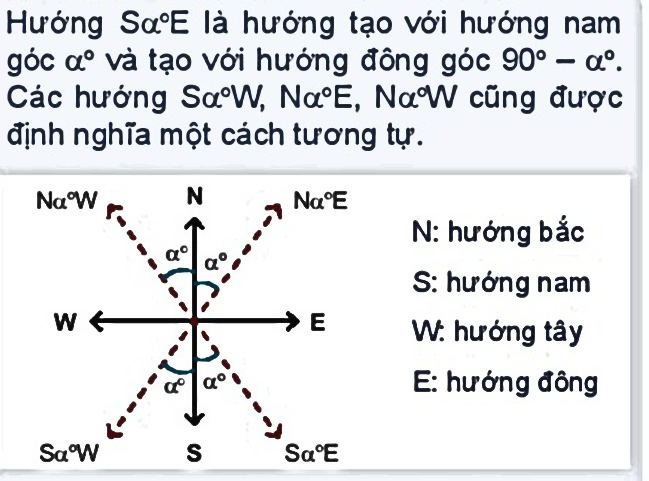 Hướng Sα°E là hướng tạo với hướng nam
góc α° và tạo với hướng đông góc 90° – α°.
Các hướng Sα°W, Nα°E, Nα°W cũng được
định nghĩa một cách tương tự.
Nα°W N Nα°E
α° α°
W E
α° α°
Sα°W S Sα°E
N: hướng bắc
S: hướng nam
W: hướng tây
E: hướng đông